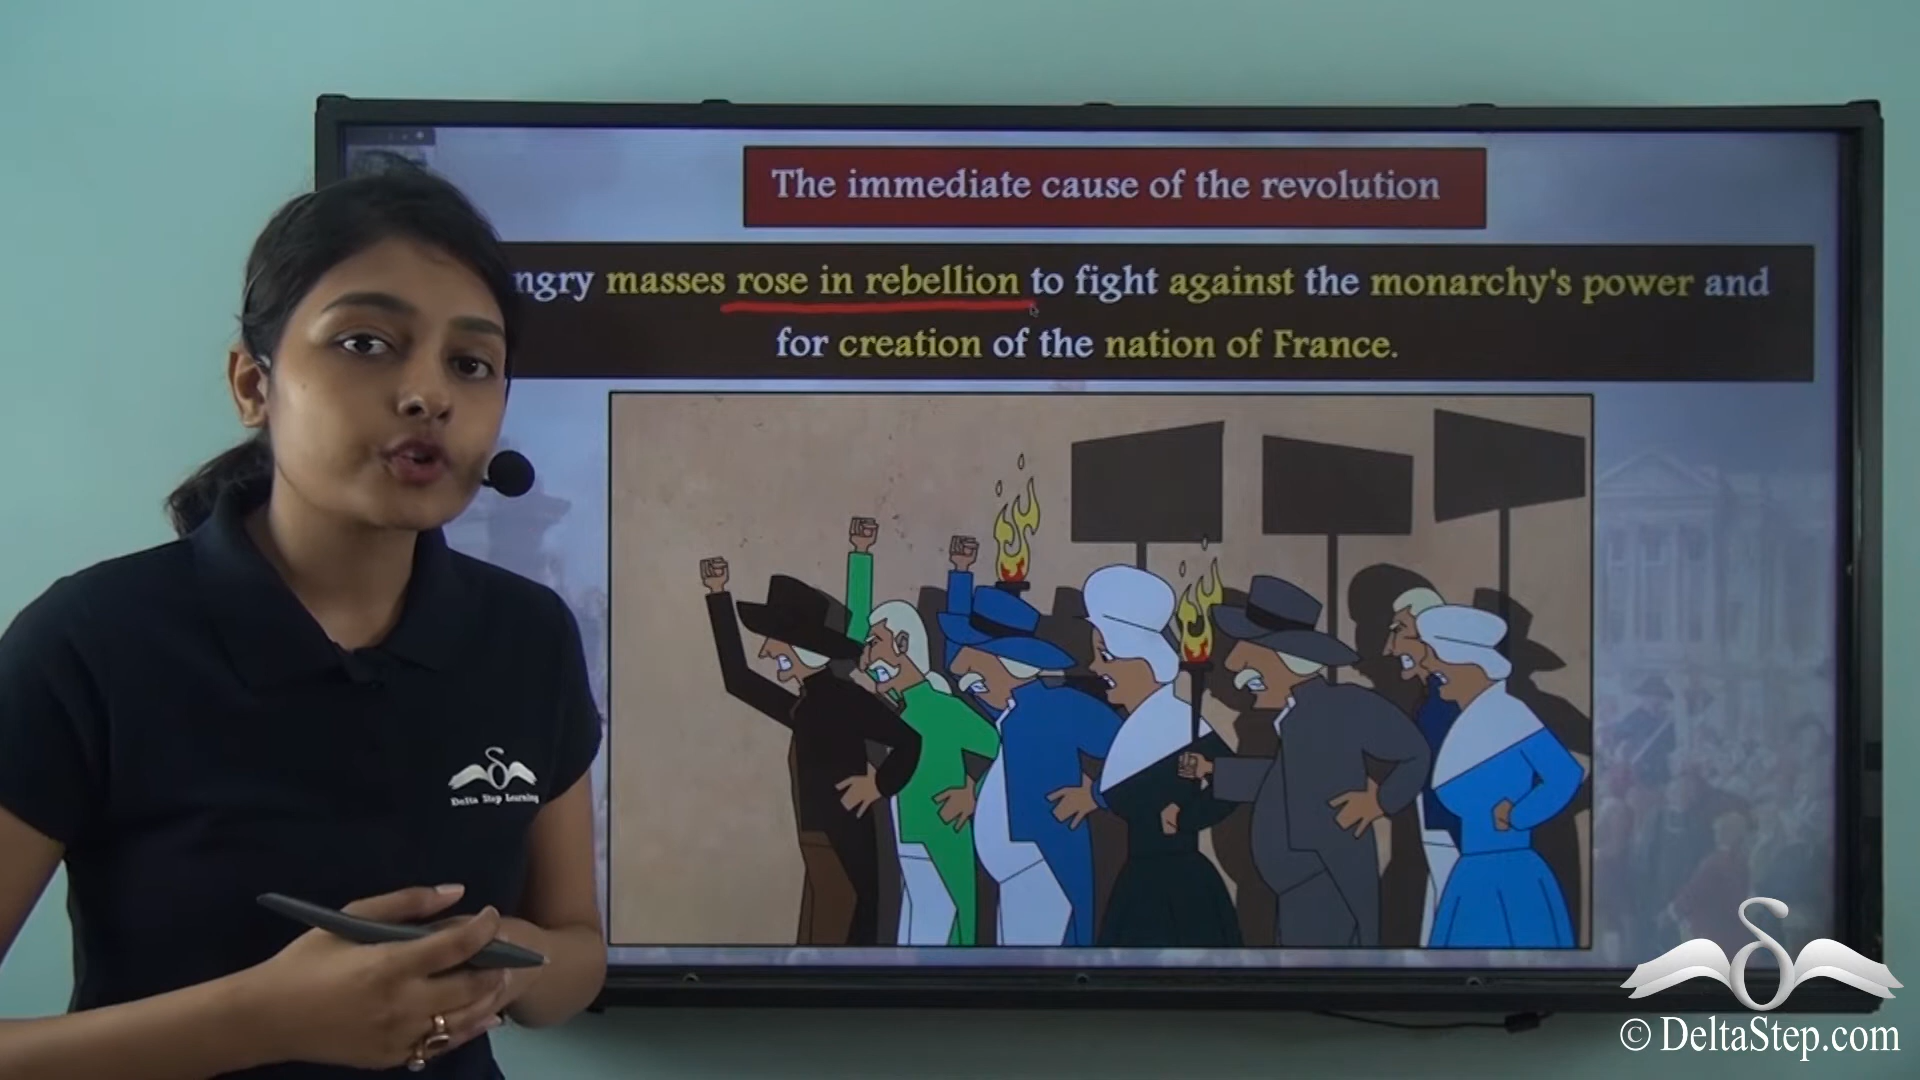 The immediate cause of the revolution
ngry masses rose in rebellion to fight against the monarchy's power and
for creation of the nation of France.
Delta Step Learning
© DeltaStep.com